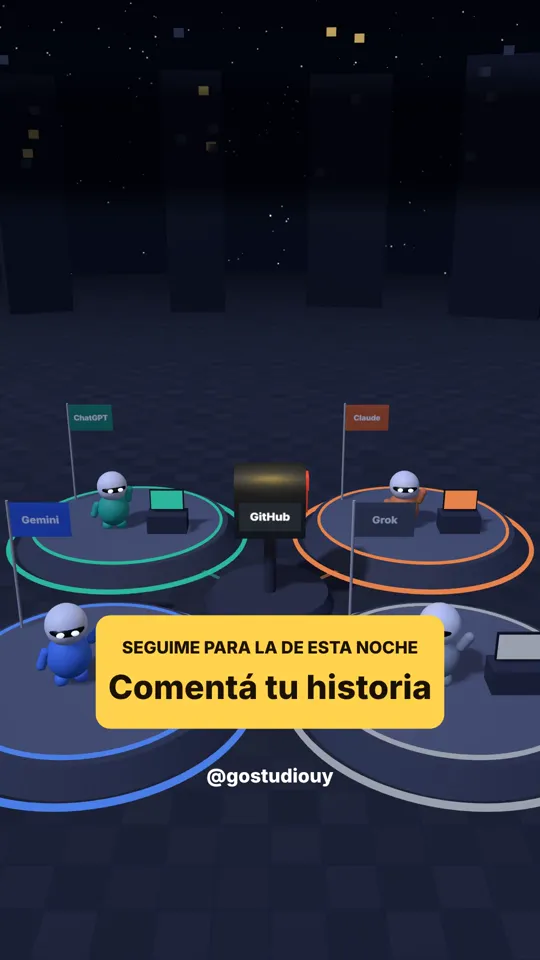 ChatGPT
Claude
Gemini
GitHub
Grok
SEGUIME PARA LA DE ESTA NOCHE
Comentá tu historia
@gostudiouy